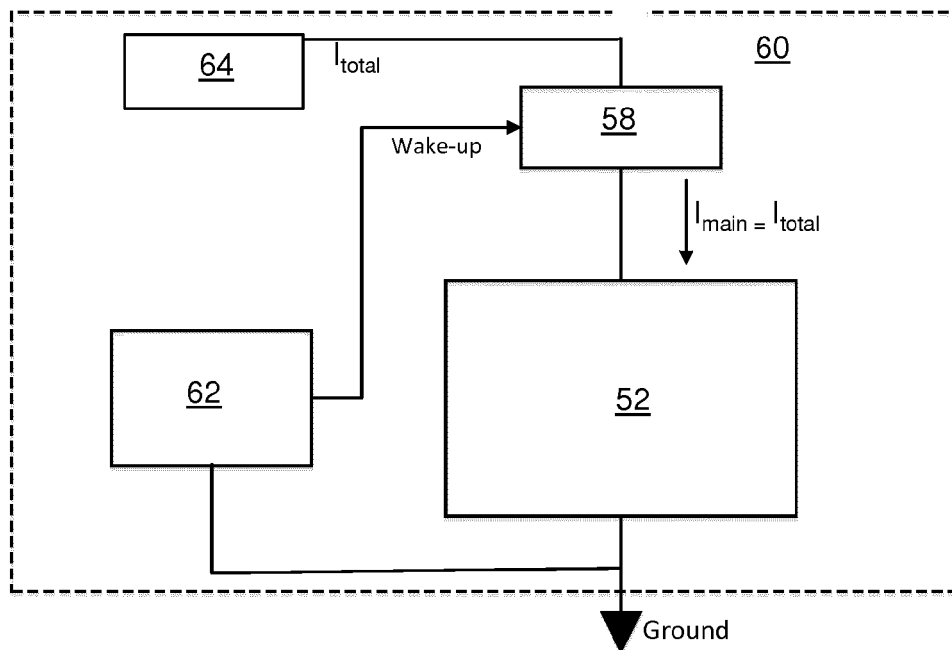 64
I_total
60
58
Wake-up
I_main = I_total
62
52
Ground